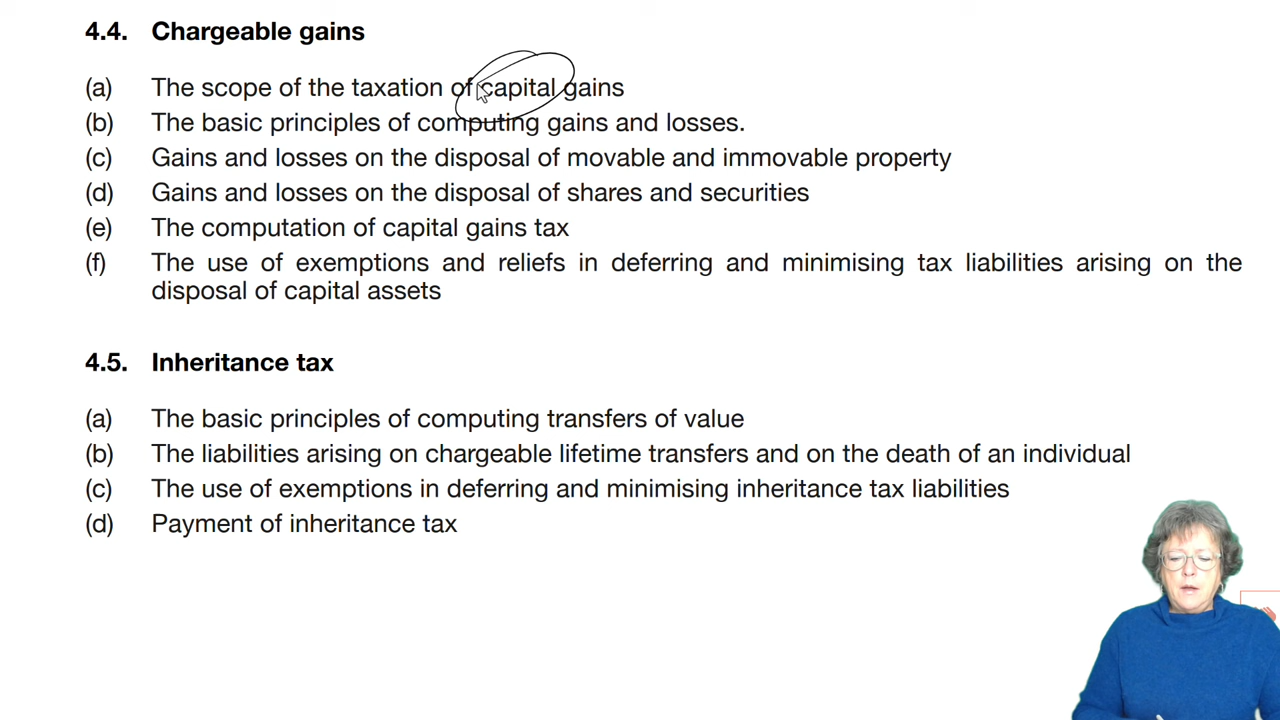 4.4. Chargeable gains
(a) The scope of the taxation of capital gains
(b) The basic principles of computing gains and losses.
(c) Gains and losses on the disposal of movable and immovable property
(d) Gains and losses on the disposal of shares and securities
(e) The computation of capital gains tax
(f) The use of exemptions and reliefs in deferring and minimising tax liabilities arising on the
disposal of capital assets
4.5. Inheritance tax
(a) The basic principles of computing transfers of value
(b) The liabilities arising on chargeable lifetime transfers and on the death of an individual
(c) The use of exemptions in deferring and minimising inheritance tax liabilities
(d) Payment of inheritance tax